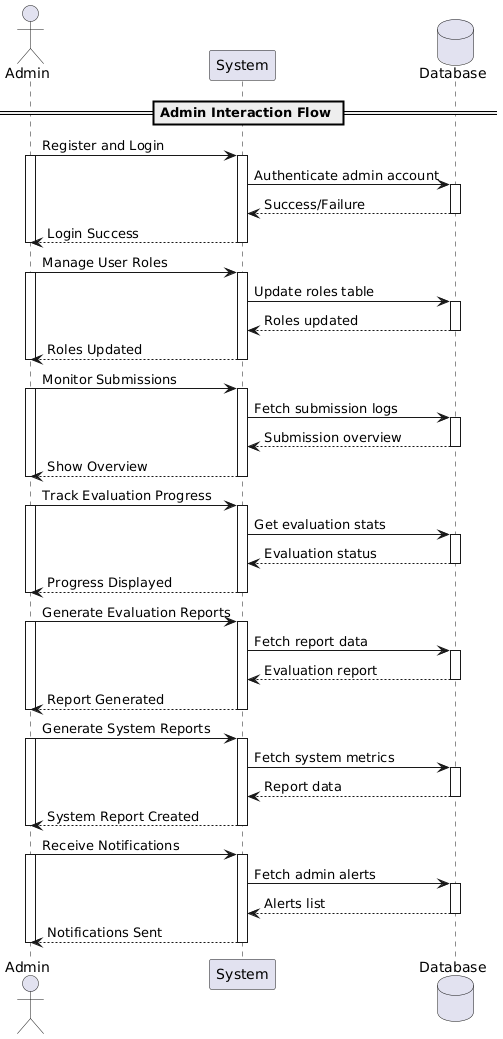 Admin
System
Database
Admin Interaction Flow
Register and Login
Authenticate admin account
Success/Failure
Login Success
Manage User Roles
Update roles table
Roles updated
Roles Updated
Monitor Submissions
Fetch submission logs
Submission overview
Show Overview
Track Evaluation Progress
Get evaluation stats
Evaluation status
Progress Displayed
Generate Evaluation Reports
Fetch report data
Evaluation report
Report Generated
Generate System Reports
Fetch system metrics
Report data
System Report Created
Receive Notifications
Fetch admin alerts
Alerts list
Notifications Sent
Admin
System
Database